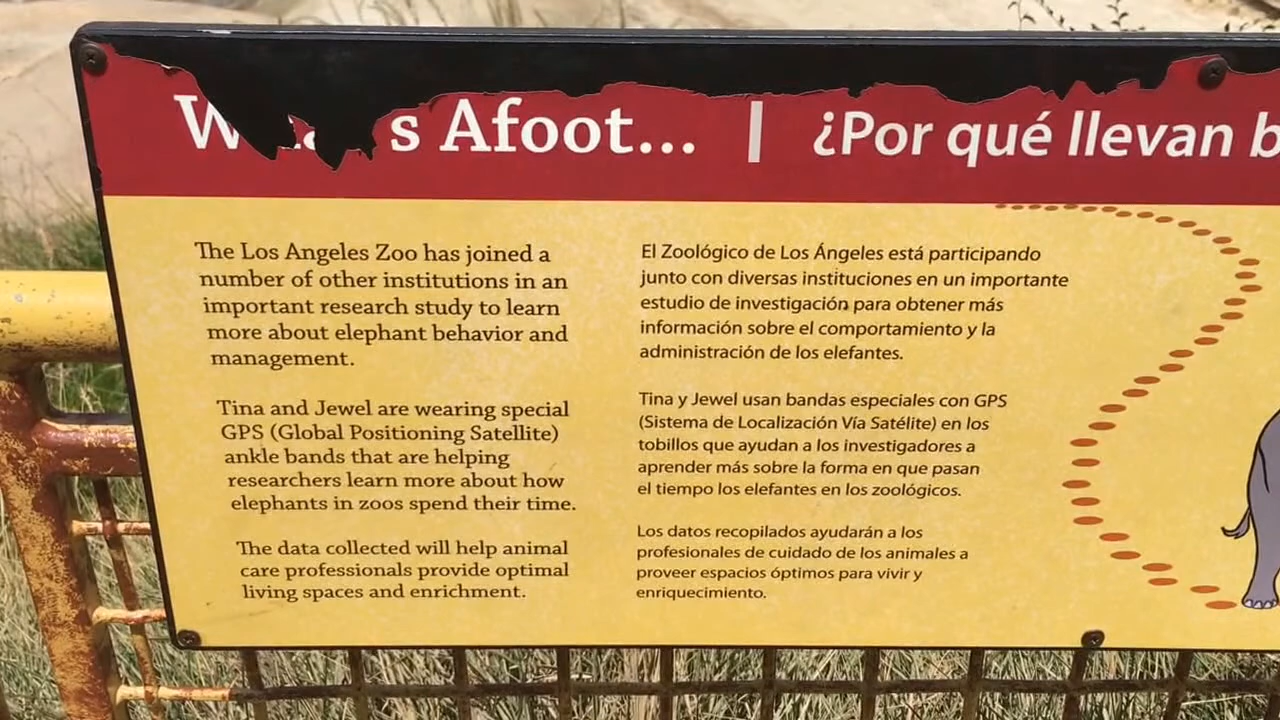 s Afoot... | ¿Por qué llevan
The Los Angeles Zoo has joined a
number of other institutions in an
important research study to learn
more about elephant behavior and
management.
Tina and Jewel are wearing special
GPS (Global Positioning Satellite)
ankle bands that are helping
researchers learn more about how
elephants in zoos spend their time.
The data collected will help animal
care professionals provide optimal
living spaces and enrichment.
El Zoológico de Los Ángeles está participando
junto con diversas instituciones en un importante
estudio de investigación para obtener más
información sobre el comportamiento y la
administración de los elefantes.
Tina y Jewel usan bandas especiales con GPS
(Sistema de Localización Vía Satélite) en los
tobillos que ayudan a los investigadores a
aprender más sobre la forma en que pasan
el tiempo los elefantes en los zoológicos.
Los datos recopilados ayudarán a los
profesionales de cuidado de los animales a
proveer espacios óptimos para vivir y
enriquecimiento.